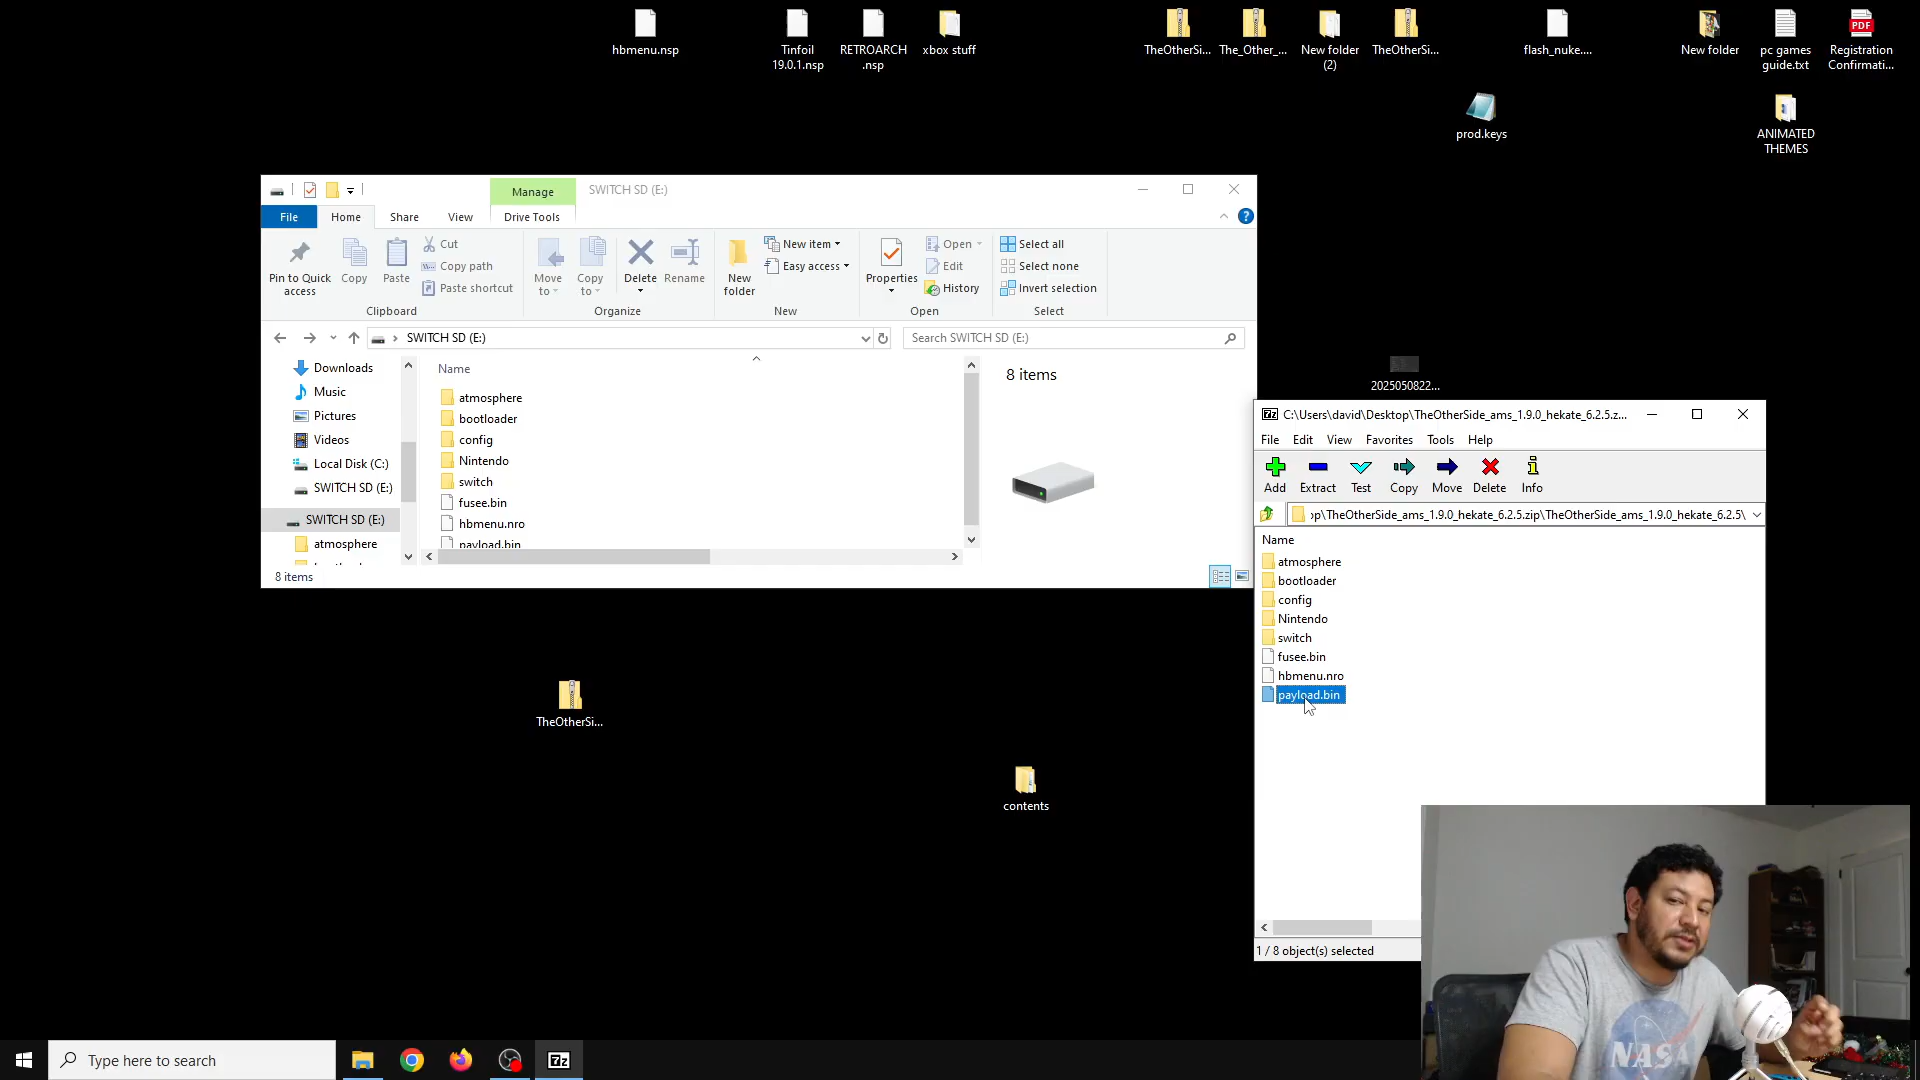 hbmenu.nsp
Tinfoil
19.0.1.nsp
RETROARCH
.nsp
xbox stuff
TheOtherSi...
The_Other_...
New folder
(2)
TheOtherSi...
flash_nuke....
New folder
pc games
guide.txt
PDF
Registration
Confirmati...
prod.keys
ANIMATED
THEMES
Manage
SWITCH SD (E:)
File
Home
Share
View
Drive Tools
Pin to Quick
access
Copy
Paste
Cut
Copy path
Paste shortcut
Move
to
Copy
to
Delete
Rename
New
folder
New item
Easy access
Properties
Open
Edit
History
Select all
Select none
Invert selection
Clipboard
Organize
New
Open
Select
SWITCH SD (E:)
Search SWITCH SD (E:)
Downloads
Music
Pictures
Videos
Local Disk (C:)
SWITCH SD (E:)
SWITCH SD (E:)
atmosphere
Name
atmosphere
bootloader
config
Nintendo
switch
fusee.bin
hbmenu.nro
payload.bin
8 items
8 items
2025050822...
7z C:\Users\david\Desktop\TheOtherSide_ams_1.9.0_hekate_6.2.5.z...
File
Edit
View
Favorites
Tools
Help
Add
Extract
Test
Copy
Move
Delete
Info
p\TheOtherSide_ams_1.9.0_hekate_6.2.5.zip\TheOtherSide_ams_1.9.0_hekate_6.2.5\
Name
atmosphere
bootloader
config
Nintendo
switch
fusee.bin
hbmenu.nro
payload.bin
1 / 8 object(s) selected
TheOtherSi...
contents
NASA
Type here to search
7z